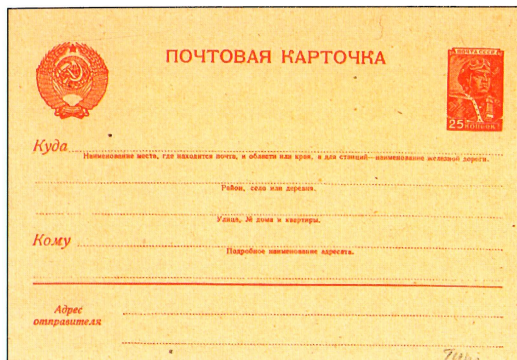 ПОЧТОВАЯ КАРТОЧКА
ПОЧТА СССР
25 КОПЕЕК
Куда
Наименование места, где находится почта, и области или края, а для станций—наименование железной дороги.
Район, село или деревня.
Улица, № дома и квартиры.
Кому
Подробное наименование адресата.
Адрес
отправителя